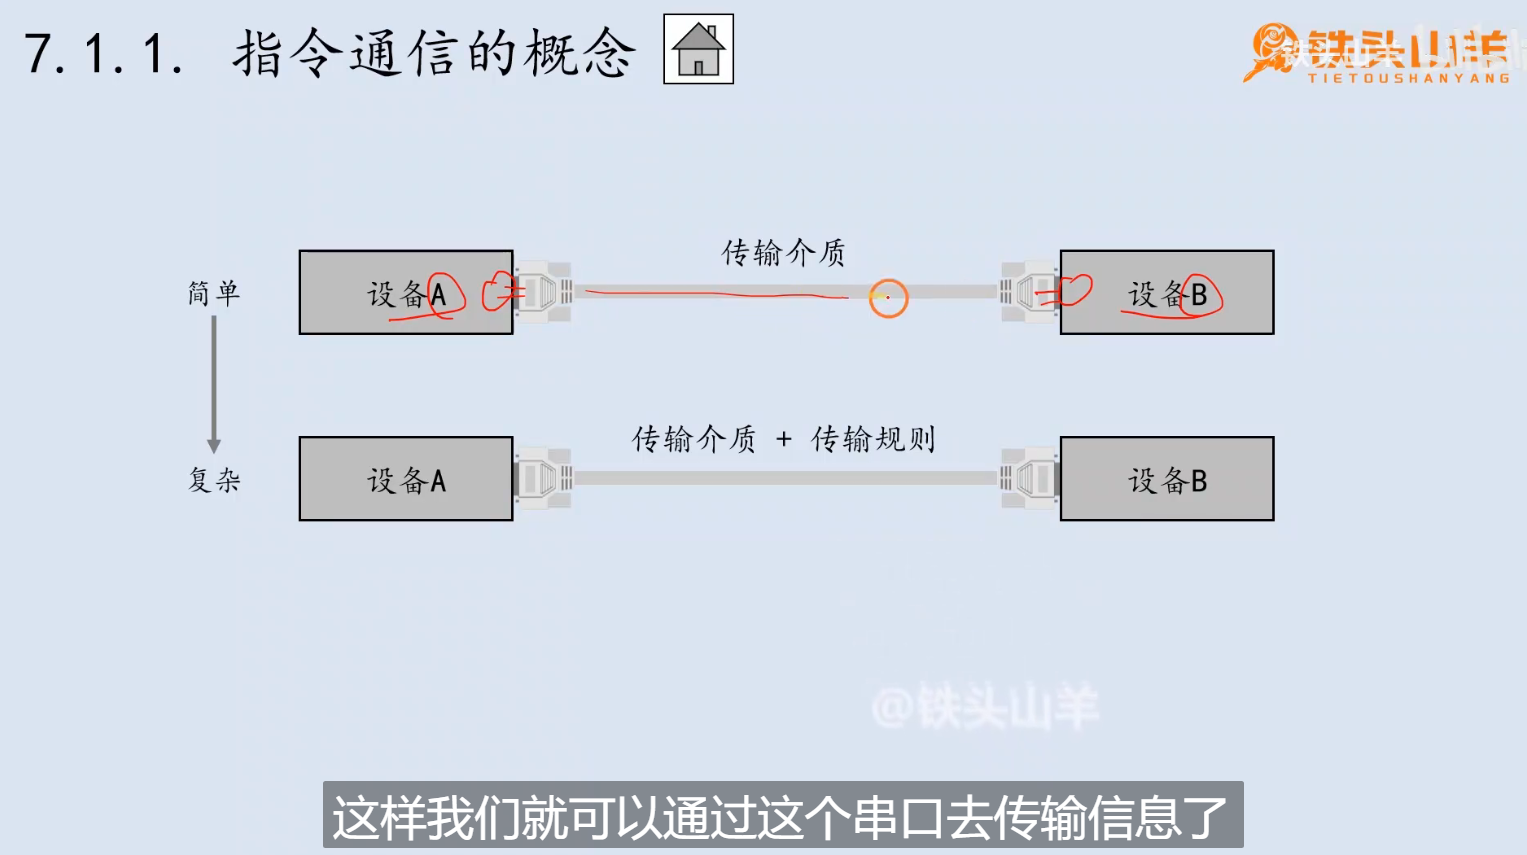 7.1.1. 指令通信的概念
铁头山羊
TIETOUSHANYANG
传输介质
简单
设备A
设备B
传输介质 + 传输规则
复杂
设备A
设备B
@铁头山羊
这样我们就可以通过这个串口去传输信息了